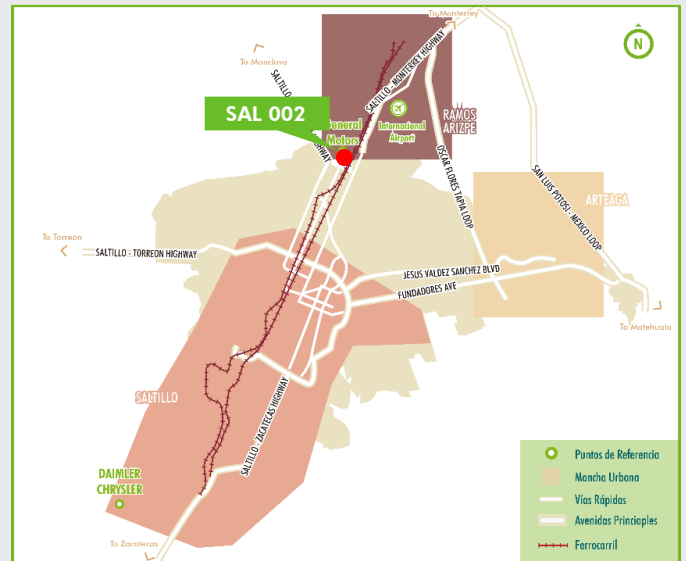 To Monterrey
N
To Monclova
SALTILLO
HIGHWAY
SALTILLO - MONTERREY HIGHWAY
SAL 002
General
Motors
Internacional
Airport
RAMOS
ARIZPE
OSCAR FLORES TAPIA LOOP
SAN LUIS POTOSI - MEXICO LOOP
ARTEAGA
To Torreon
SALTILLO - TORREON HIGHWAY
JESUS VALDEZ SANCHEZ BLVD
FUNDADORES AVE
To Matehuala
SALTILLO
SALTILLO - ZACATECAS HIGHWAY
DAIMLER
CHRYSLER
To Zacatecas
Puntos de Referencia
Mancha Urbana
Vías Rápidas
Avenidas Princiaples
Ferrocarril